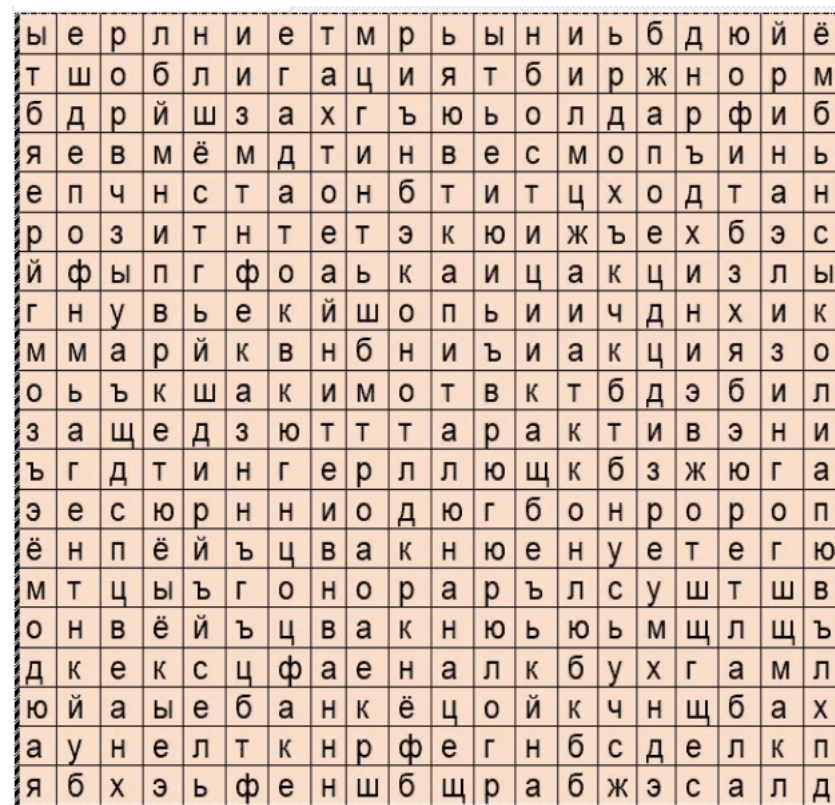 ы е р л н и е т м р ь ы н и ь б д ю й ё
т ш о б л и г а ц и я т б и р ж н о р м
б д р й ш з а х г ъ ю ь о л д а р ф и б
я е в м ё м д т и н в е с м о п ъ и н ь
е п ч н с т а о н б т и т ц х о д т а н
р о з и т н т е т э к ю и ж ъ е х б э с
й ф ы п г ф о а ь к а и ц а к ц и з л ы
г н у в ь е к й ш о п ь и и ч д н х и к
м м а р й к в н б н и ъ и а к ц и я з о
о ь ъ к ш а к и м о т в к т б д э б и л
з а щ е д з ю т т т а р а к т и в э н и
ъ г д т и н г е р л л ю щ к б з ж ю г а
э е с ю р н н и о д ю г б о н р о р о п
ё н п ё й ъ ц в а к н ю е н у е т е г ю
м т ц ы ъ г о н о р а р ъ л с у ш т ш в
о н в ё й ъ ц в а к н ю ь ю ь м щ л щ ъ
д к е к с ц ф а е н а л к б у х г а м л
ю й а ы е б а н к ё ц о й к ч н щ б а х
а у н е л т к н р ф е г н б с д е л к п
я б х э ь ф е н ш б щ р а б ж э с а л д